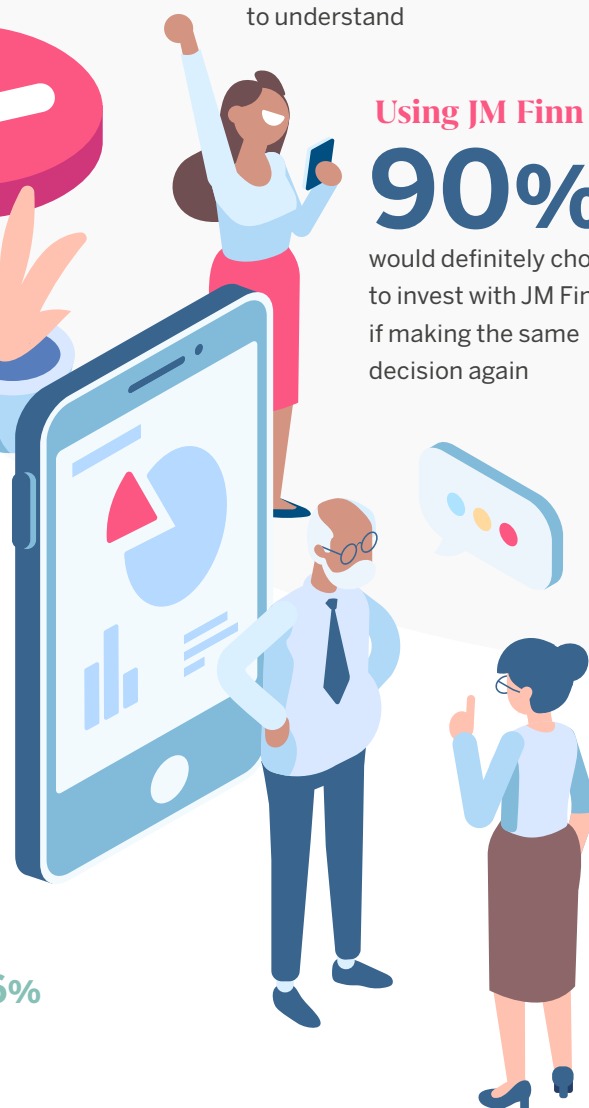 to understand
Using JM Finn
90%
would definitely cho
to invest with JM Fin
if making the same
decision again
6%